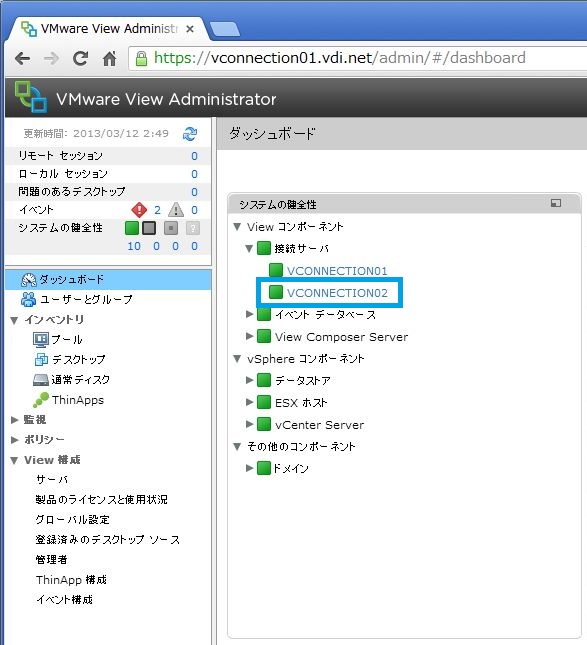 VMware View Administr
https://vconnection01.vdi.net/admin/#/dashboard
VMware View Administrator
更新時間: 2013/03/12 2:49
リモート セッション 0
ローカル セッション 0
問題のあるデスクトップ 0
イベント 2 0
システムの健全性 ?
10 0 0 0
ダッシュボード
ユーザーとグループ
インベントリ
プール
デスクトップ
通常ディスク
ThinApps
監視
ポリシー
View 構成
サーバ
製品のライセンスと使用状況
グローバル設定
登録済みのデスクトップ ソース
管理者
ThinApp 構成
イベント構成
ダッシュボード
システムの健全性
View コンポーネント
接続サーバ
VCONNECTION01
VCONNECTION02
イベント データベース
View Composer Server
vSphere コンポーネント
データストア
ESX ホスト
vCenter Server
その他のコンポーネント
ドメイン